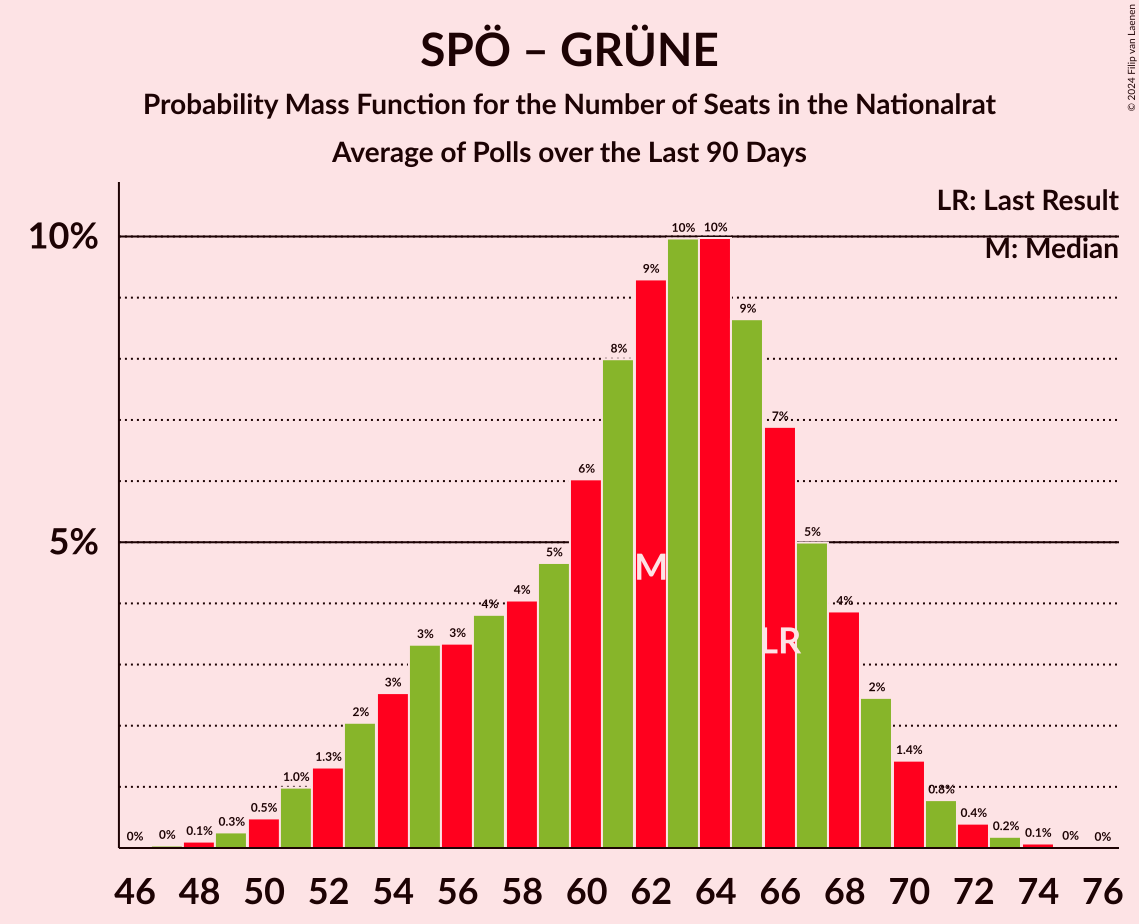 SPÖ – GRÜNE
Probability Mass Function for the Number of Seats in the Nationalrat
Average of Polls over the Last 90 Days
© 2024 Filip van Laenen
LR: Last Result
M: Median
10%
5%
0% 0% 0.1% 0.3% 0.5% 1.0% 1.3% 2% 3% 3% 3% 4% 4% 5% 6% 8% 9% 10% 10% 9% 7% 5% 4% 2% 1.4% 0.8% 0.4% 0.2% 0.1% 0% 0%
M
LR
46 48 50 52 54 56 58 60 62 64 66 68 70 72 74 76